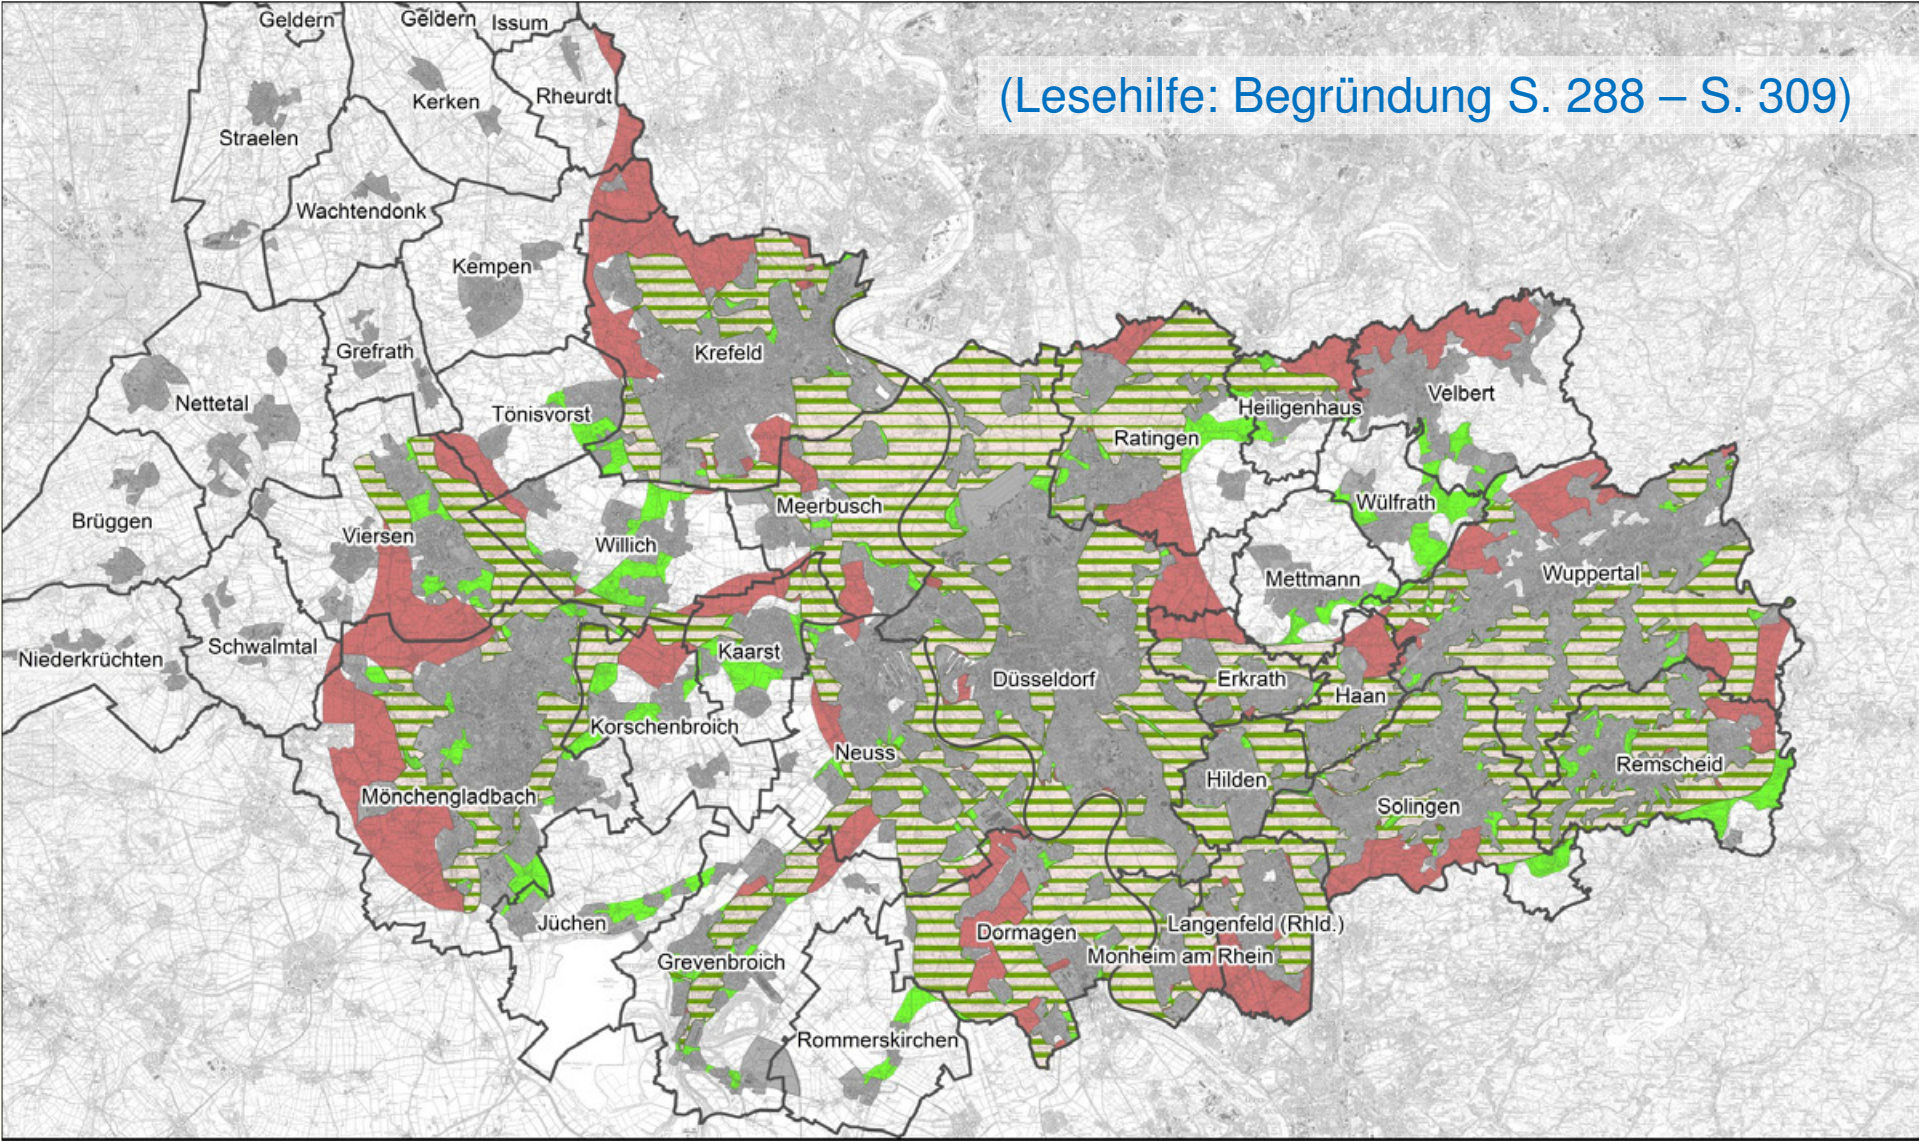 Geldern
Geldern
Issum
(Lesehilfe: Begründung S. 288 – S. 309)
Kerken
Rheurdt
Straelen
Wachtendonk
Kempen
Grefrath
Krefeld
Velbert
Nettetal
Tönisvorst
Heiligenhaus
Ratingen
Wülfrath
Meerbusch
Brüggen
Viersen
Willich
Wuppertal
Mettmann
Schwalmtal
Niederkrüchten
Kaarst
Düsseldorf
Erkrath
Haan
Korschenbroich
Neuss
Remscheid
Hilden
Mönchengladbach
Solingen
Jüchen
Dormagen
Langenfeld (Rhld.)
Monheim am Rhein
Grevenbroich
Rommerskirchen